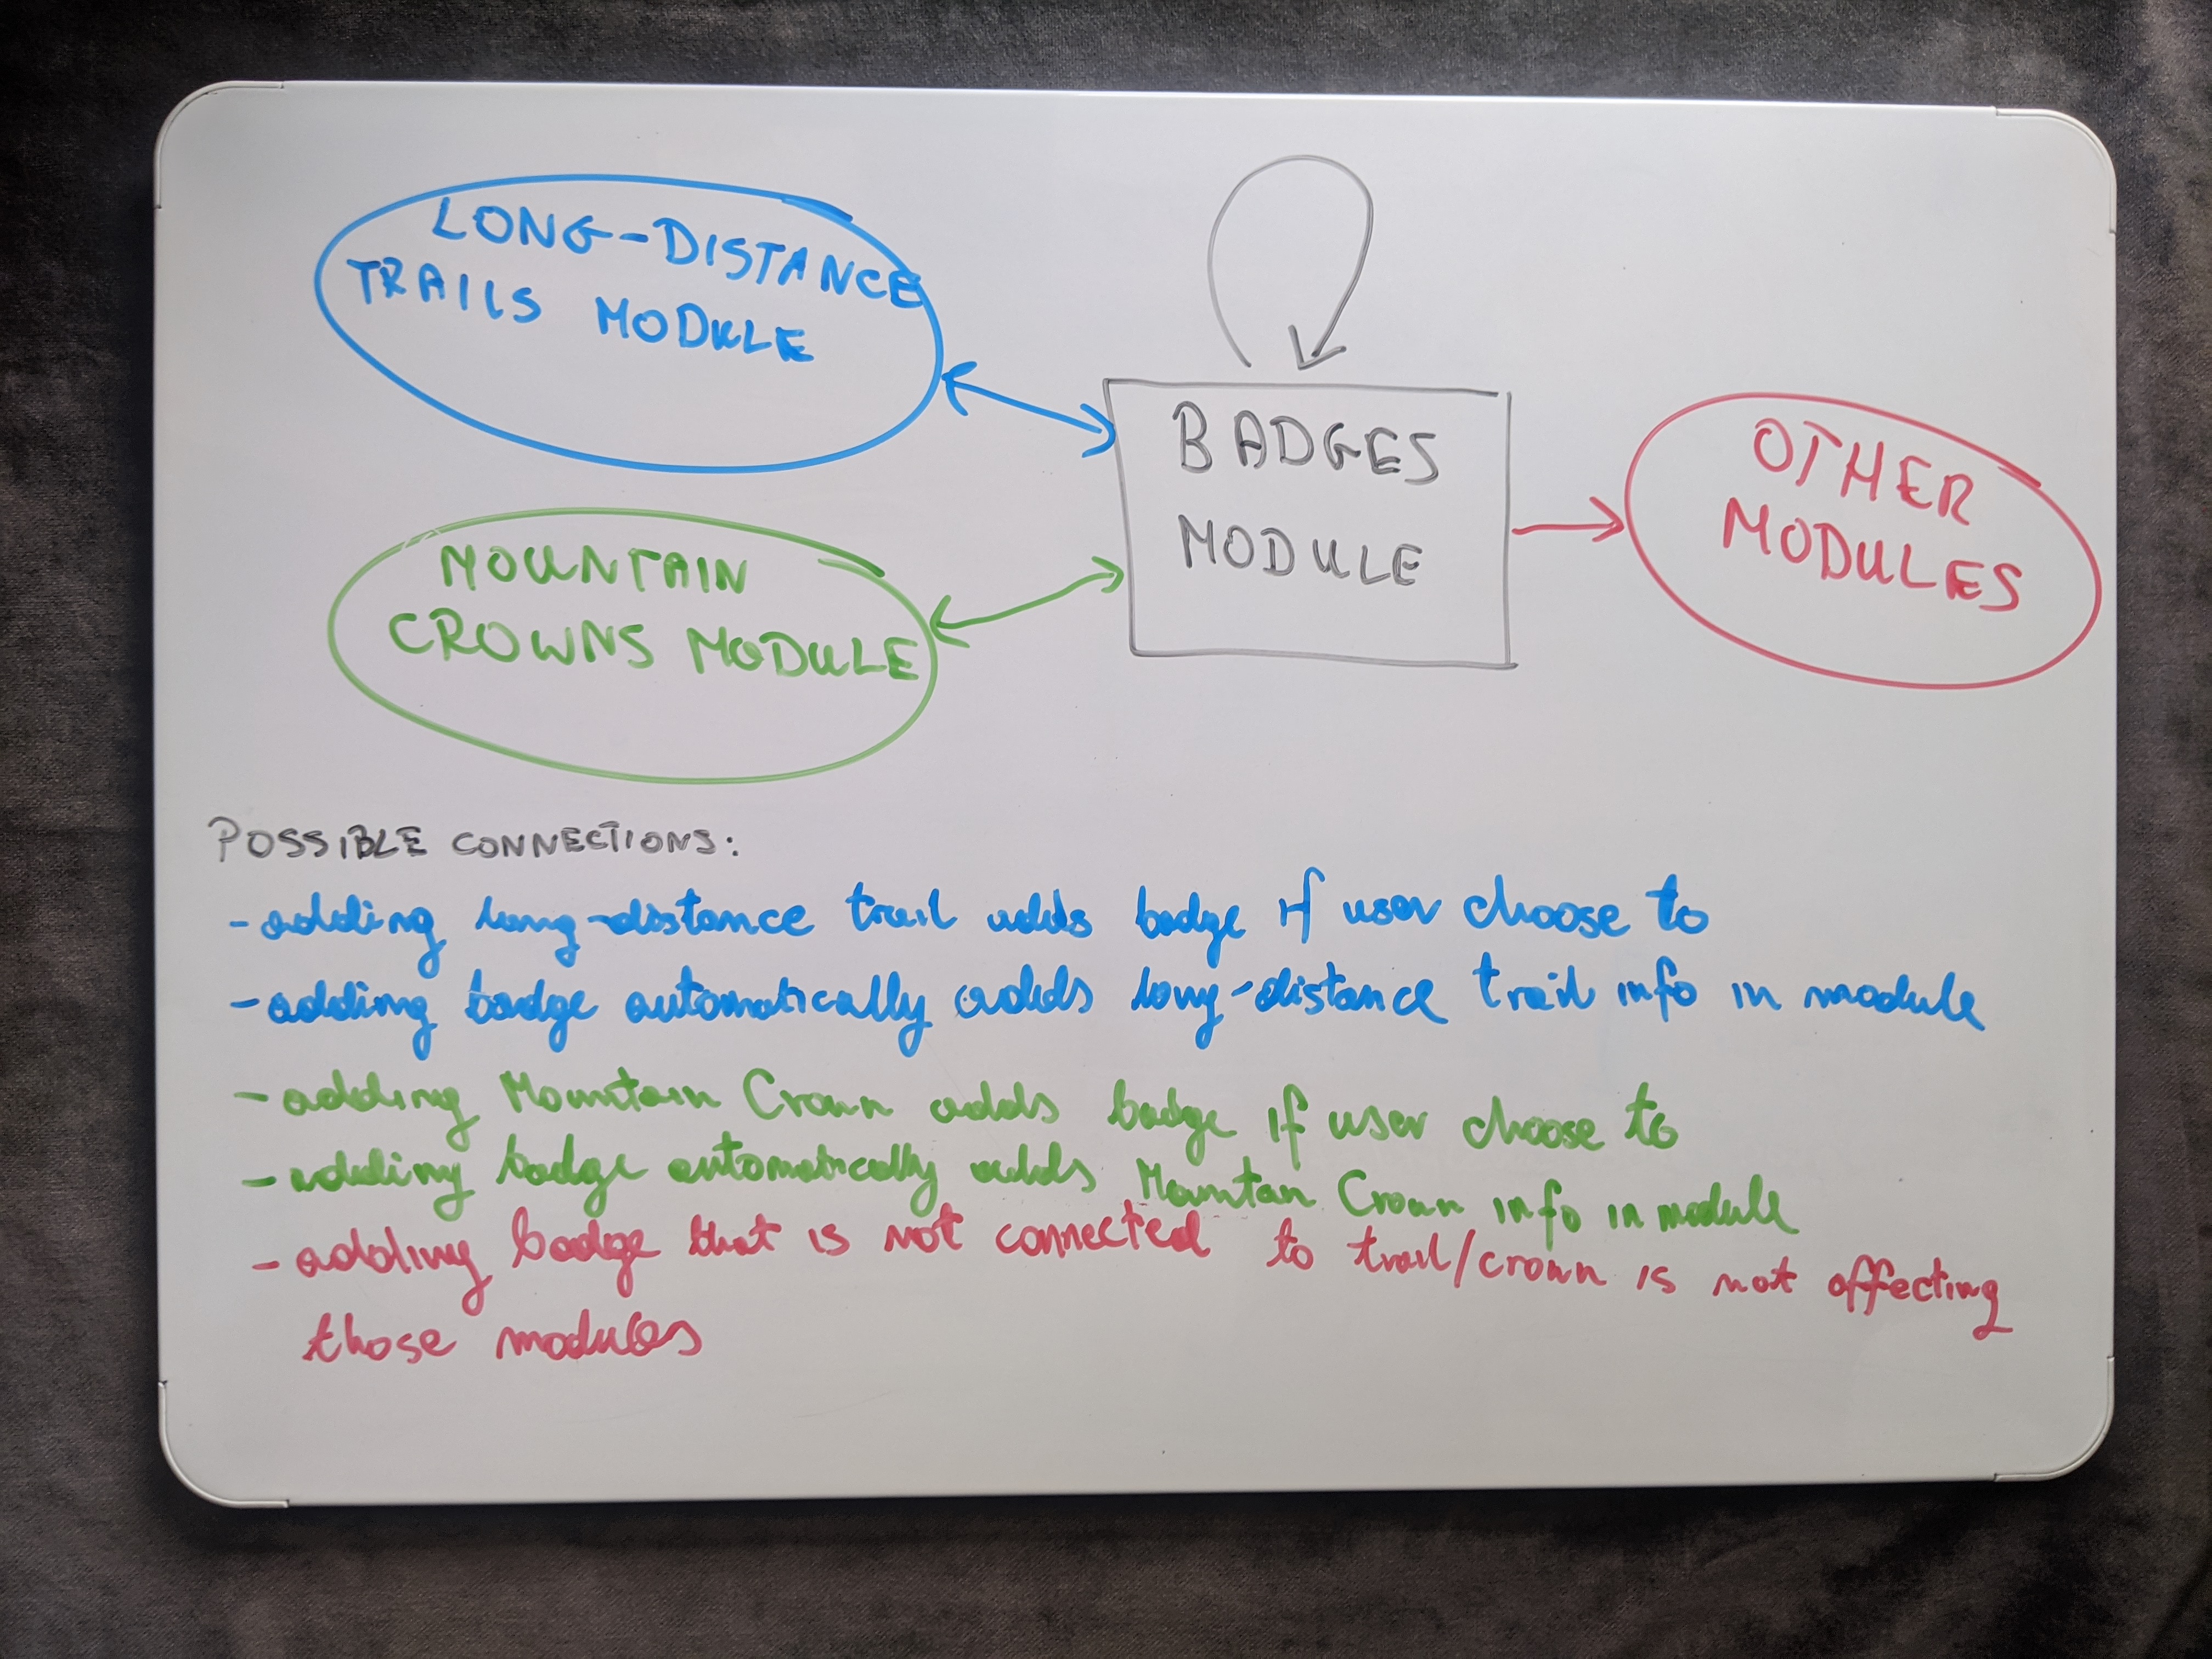 LONG-DISTANCE
TRAILS MODULE
BADGES
MODULE
OTHER
MODULES
MOUNTAIN
CROWNS MODULE
POSSIBLE CONNECTIONS:
- adding long-distance trail adds badge if user choose to
- adding badge automatically adds long-distance trail info in module
- adding Mountain Crown adds badge if user choose to
- adding badge automatically adds Mountan Crown info in module
- adding badge that is not connected to trail/crown is not affecting
those modules